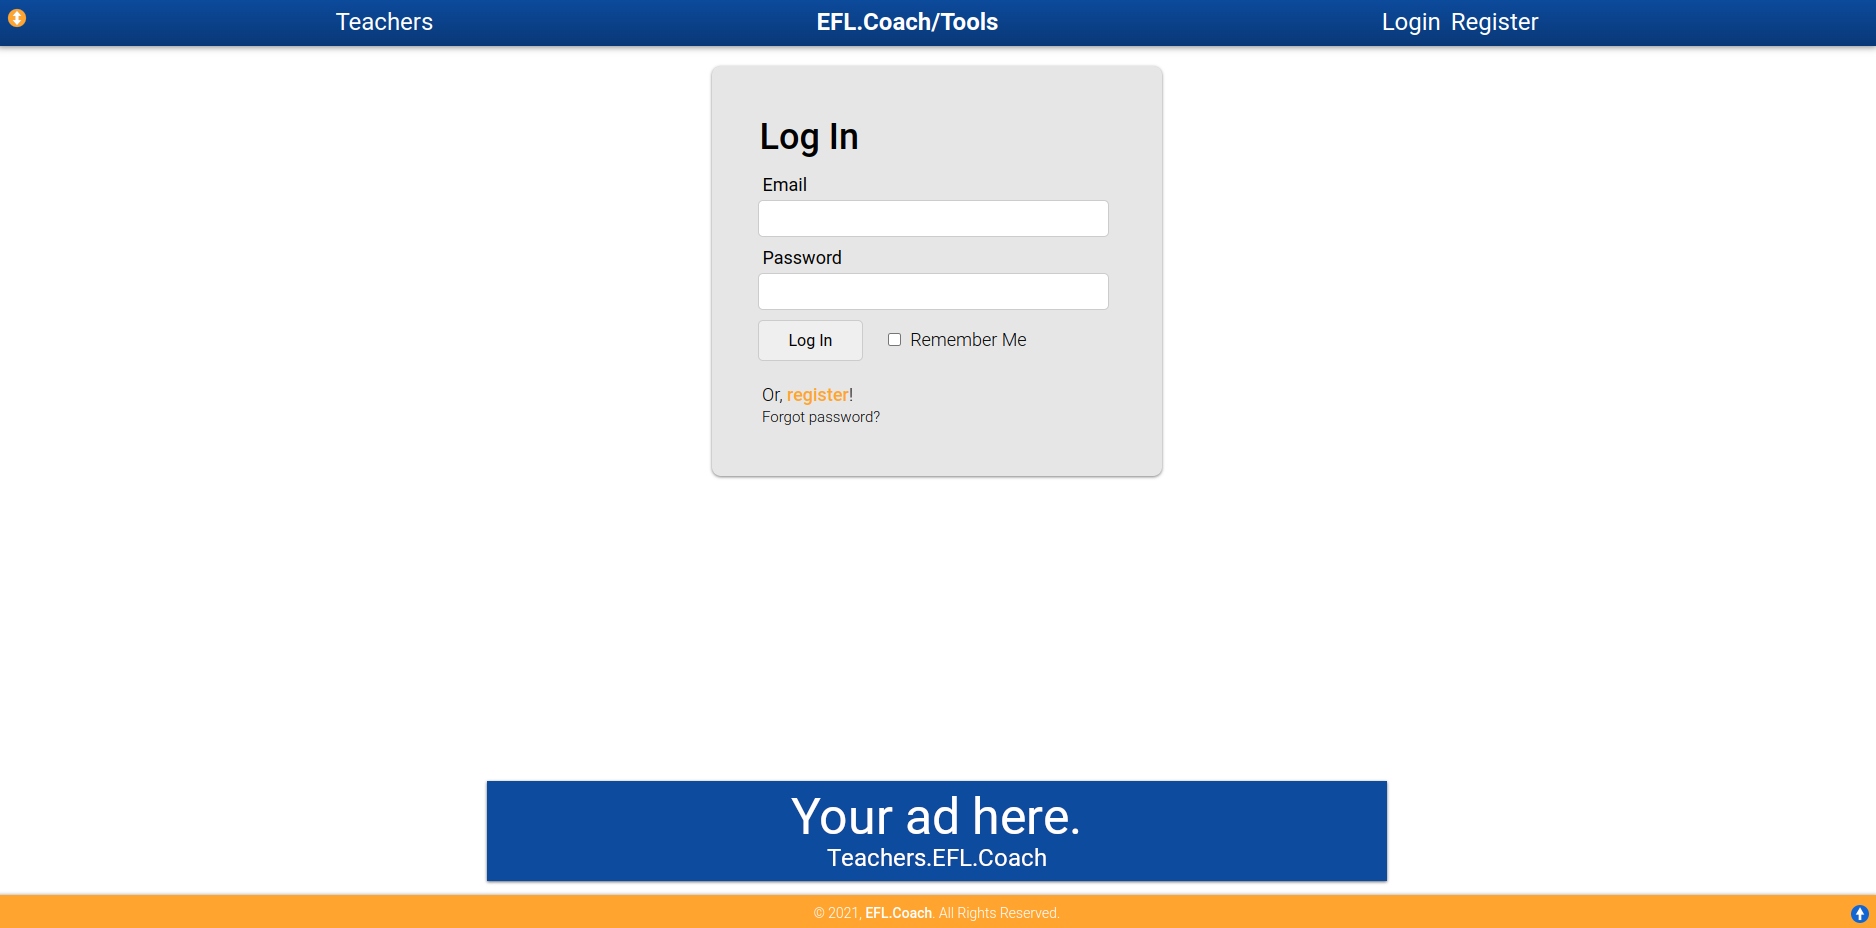 Teachers
EFL.Coach/Tools
Login Register
Log In
Email
Password
Log In
Remember Me
Or, register!
Forgot password?
Your ad here.
Teachers.EFL.Coach
© 2021, EFL.Coach. All Rights Reserved.